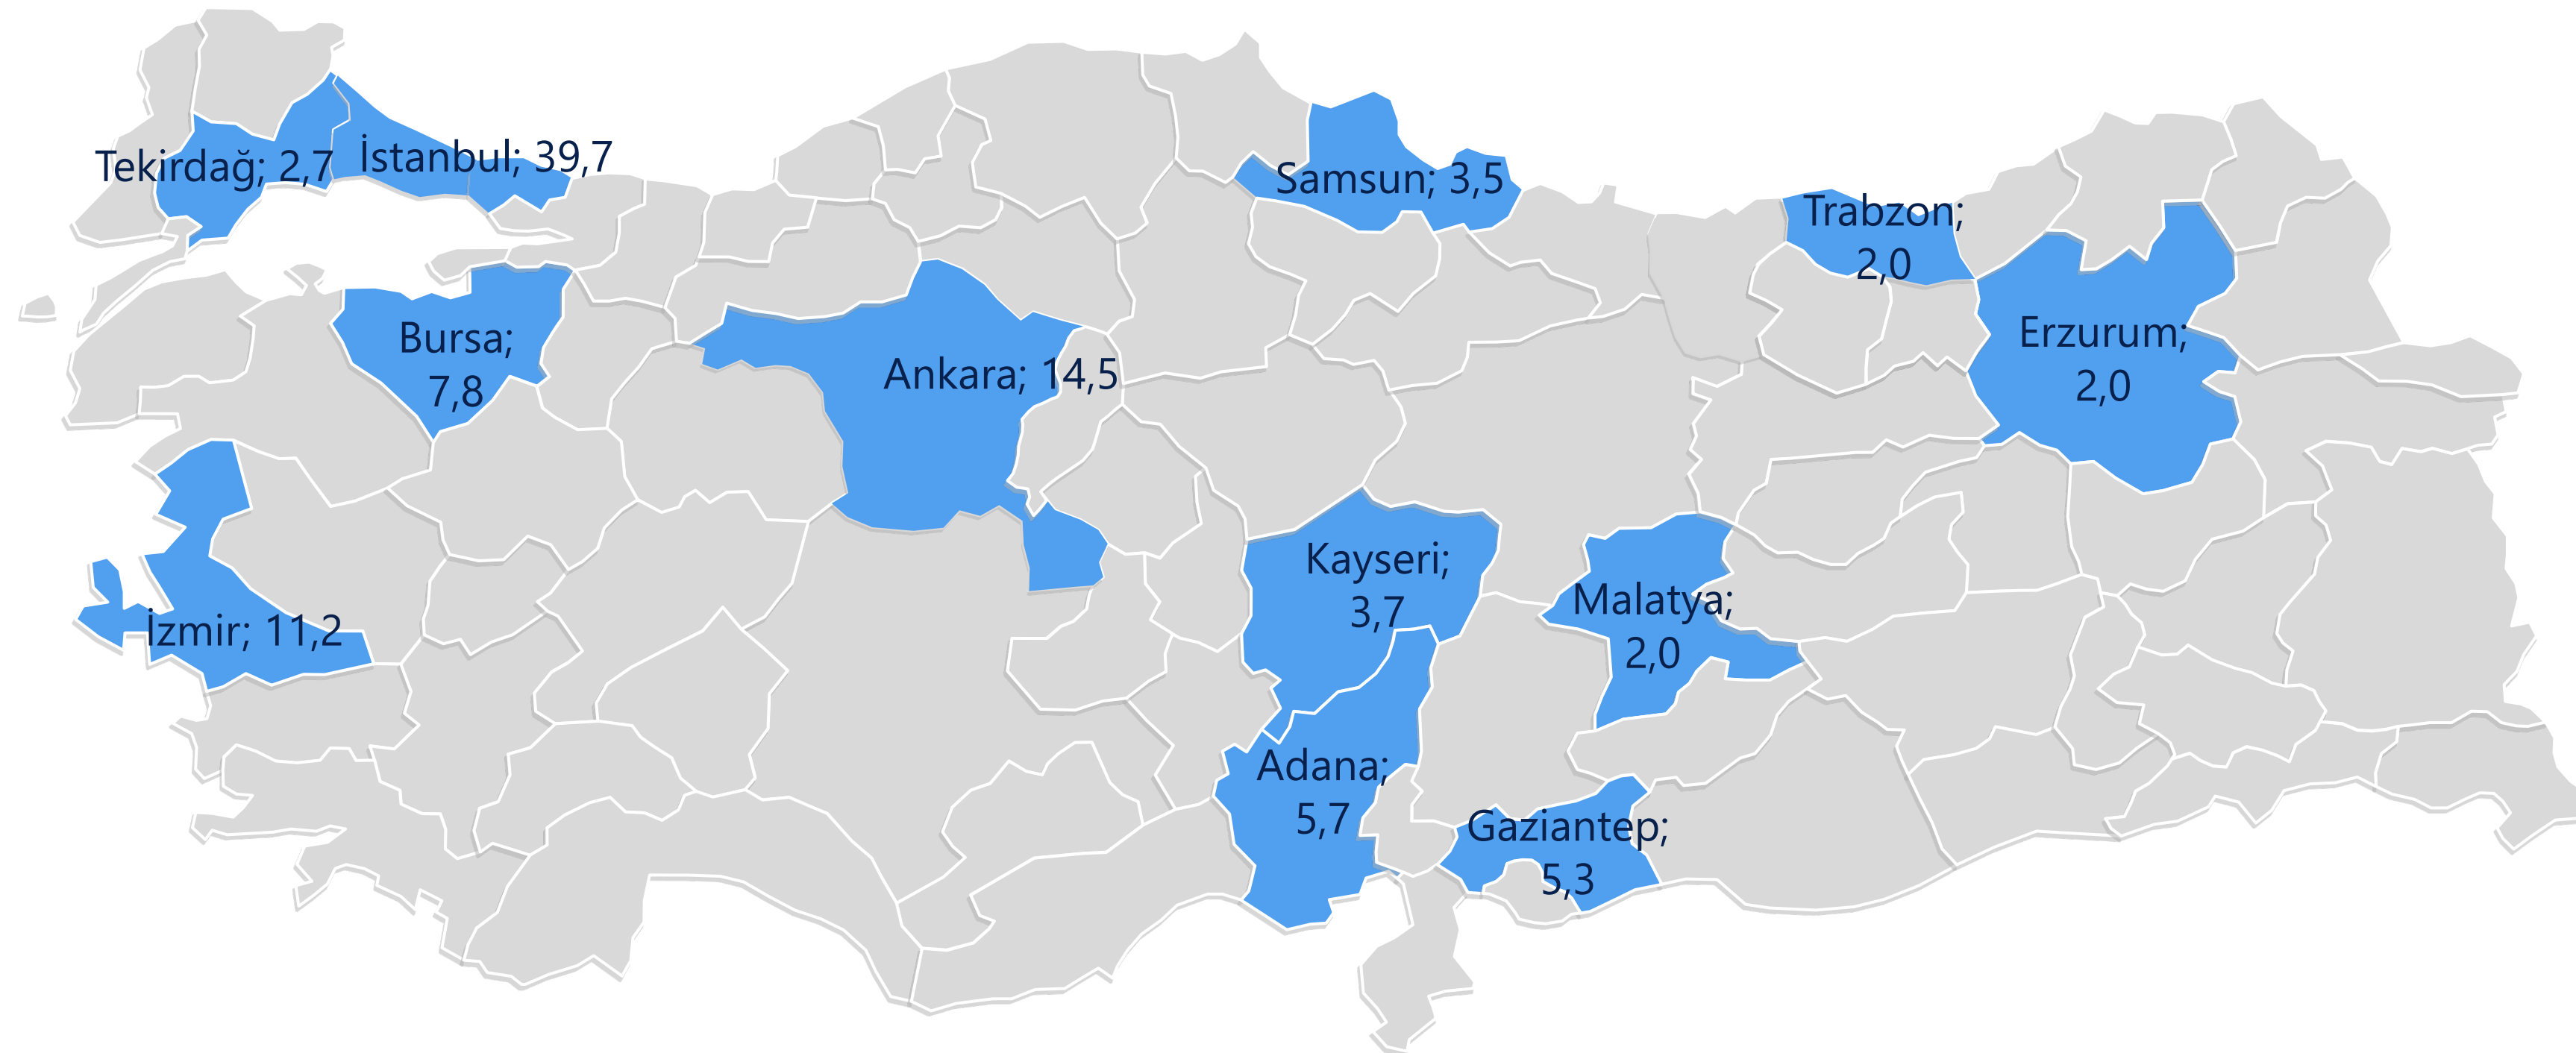 Tekirdağ; 2,7
İstanbul; 39,7
Samsun; 3,5
Trabzon;
2,0
Bursa;
7,8
Ankara; 14,5
Erzurum;
2,0
İzmir; 11,2
Kayseri;
3,7
Malatya;
2,0
Adana;
5,7
Gaziantep;
5,3